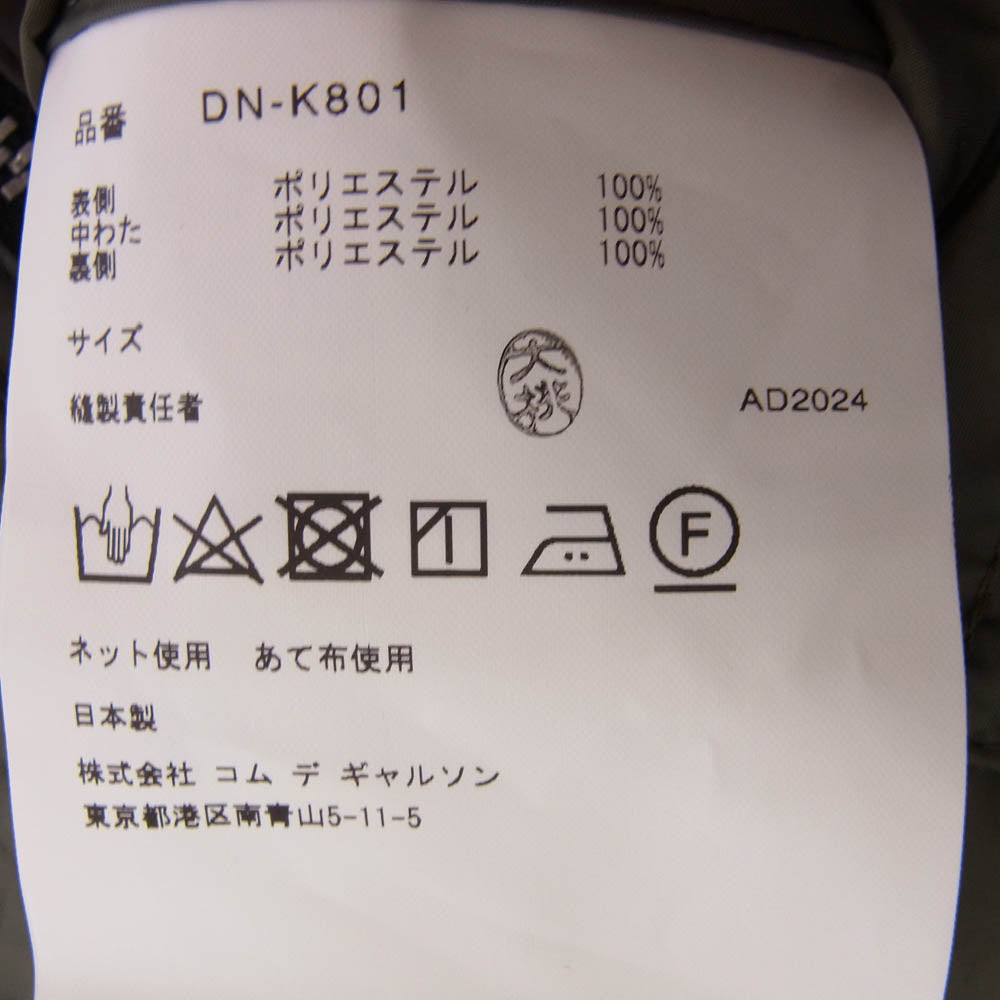 品番 DN-K801
表側 ポリエステル 100%
中わた ポリエステル 100%
裏側 ポリエステル 100%
サイズ
縫製責任者 AD2024
F
ネット使用 あて布使用
日本製
株式会社 コム デ ギャルソン
東京都港区南青山5-11-5